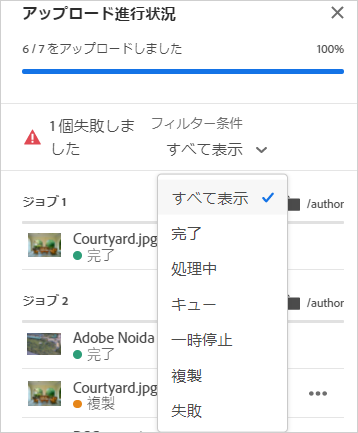 アップロード進行状況
6 / 7 をアップロードしました 100%
1 個失敗しま
した
フィルター条件
すべて表示
ジョブ 1 /author
Courtyard.jpg
完了
ジョブ 2 /author
Adobe Noida
完了
Courtyard.jpg
複製
すべて表示
完了
処理中
キュー
一時停止
複製
失敗